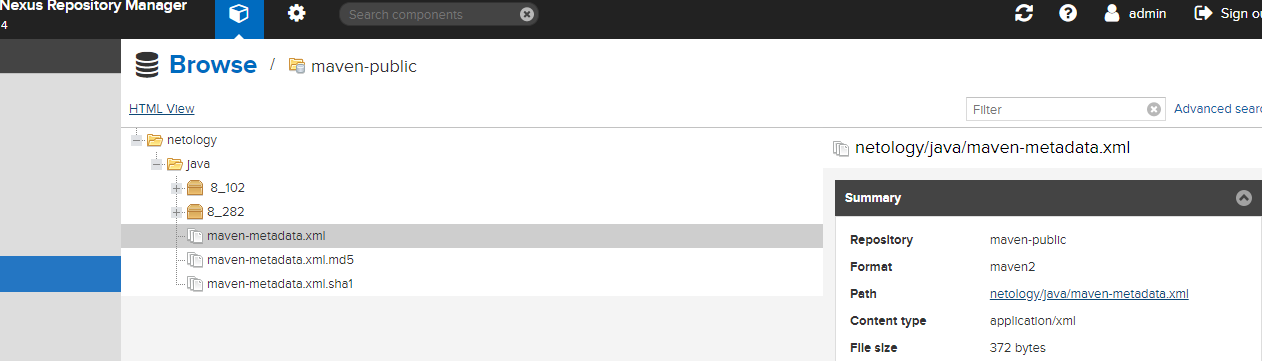 Nexus Repository Manager
4
Search components
admin
Sign ou
Browse / maven-public
HTML View
Filter
Advanced sear
netology
java
8_102
8_282
maven-metadata.xml
maven-metadata.xml.md5
maven-metadata.xml.sha1
netology/java/maven-metadata.xml
Summary
Repository maven-public
Format maven2
Path netology/java/maven-metadata.xml
Content type application/xml
File size 372 bytes